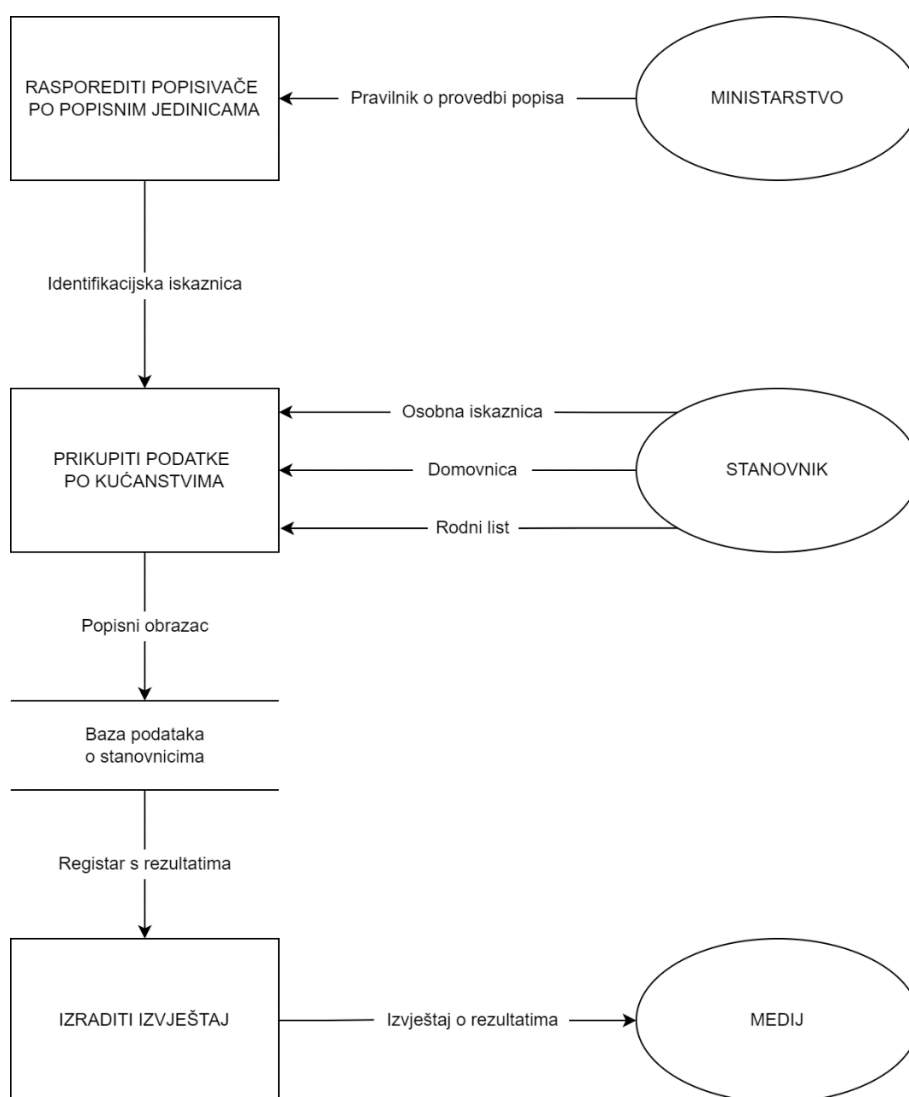 RASPOREDITI POPISIVAČE
PO POPISNIM JEDINICAMA
Pravilnik o provedbi popisa
MINISTARSTVO
Identifikacijska iskaznica
PRIKUPITI PODATKE
PO KUĆANSTVIMA
Osobna iskaznica
Domovnica
Rodni list
STANOVNIK
Popisni obrazac
Baza podataka
o stanovnicima
Registar s rezultatima
IZRADITI IZVJEŠTAJ
Izvještaj o rezultatima
MEDIJ